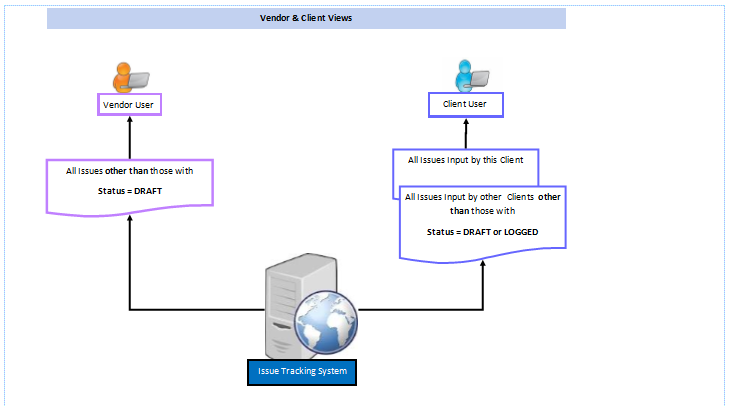 Vendor & Client Views
Vendor User
Client User
All Issues other than those with
Status = DRAFT
All Issues Input by this Client
All Issues Input by other Clients other
than those with
Status = DRAFT or LOGGED
Issue Tracking System